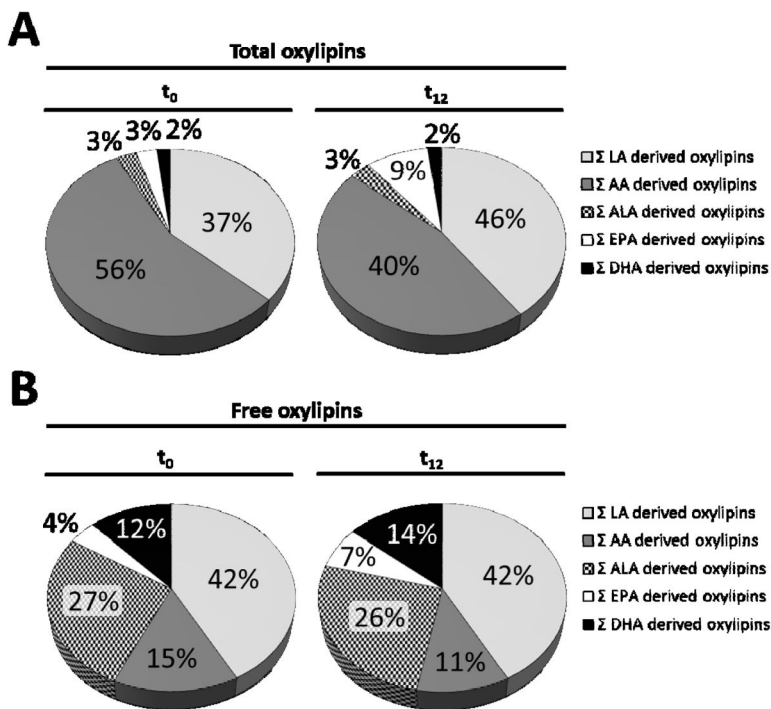 A
Total oxylipins
t0 t12
3% 3% 2%
37%
56%
3% 9% 2%
46%
40%
Σ LA derived oxylipins
Σ AA derived oxylipins
Σ ALA derived oxylipins
Σ EPA derived oxylipins
Σ DHA derived oxylipins
B
Free oxylipins
t0 t12
4% 12%
42%
27%
15%
7% 14%
42%
26%
11%
Σ LA derived oxylipins
Σ AA derived oxylipins
Σ ALA derived oxylipins
Σ EPA derived oxylipins
Σ DHA derived oxylipins